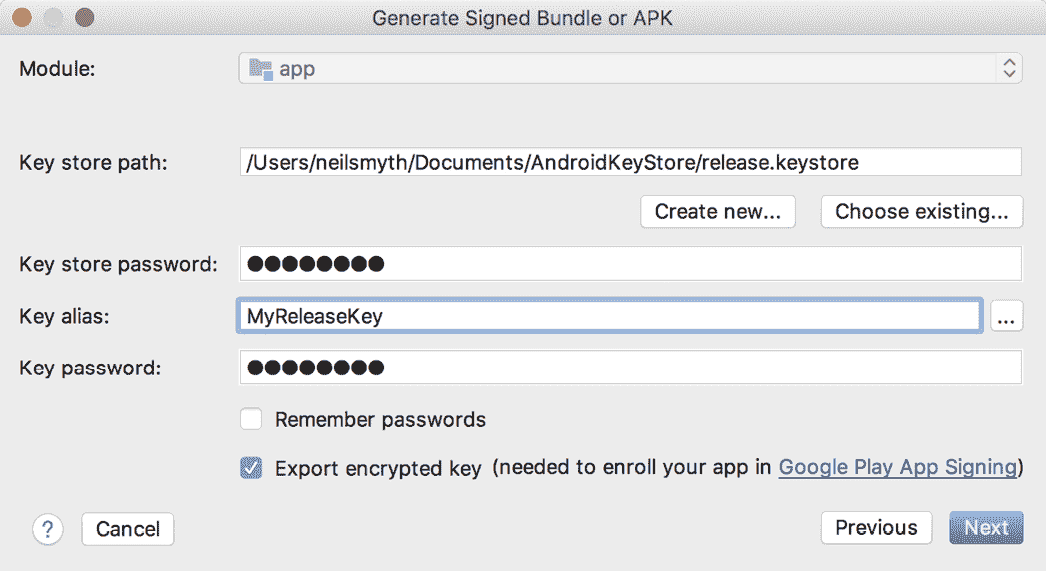 Generate Signed Bundle or APK
Module:
app
Key store path:
/Users/neilsmyth/Documents/AndroidKeyStore/release.keystore
Create new...
Choose existing...
Key store password:
●●●●●●●●
Key alias:
MyReleaseKey
...
Key password:
●●●●●●●●
Remember passwords
Export encrypted key (needed to enroll your app in Google Play App Signing)
?
Cancel
Previous
Next